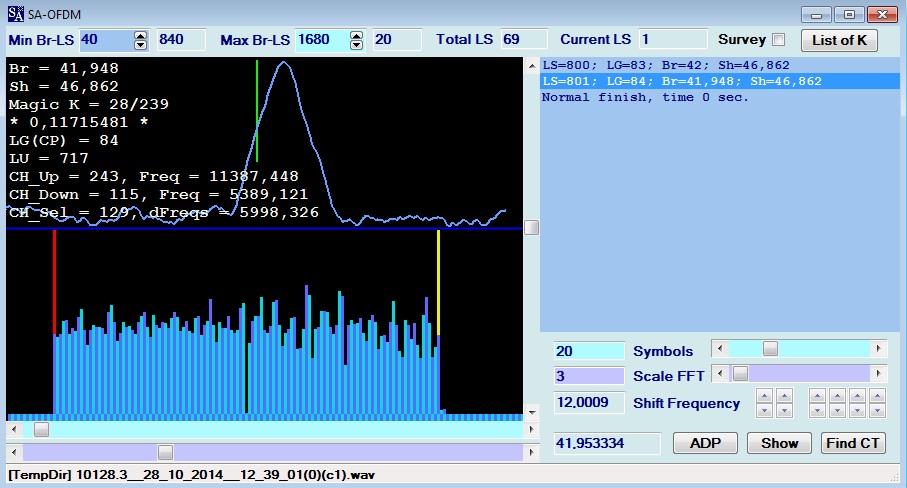 SA SA-OFDM
Min Br-LS 40 840 Max Br-LS 1680 20 Total LS 69 Current LS 1 Survey List of K
Br = 41,948
Sh = 46,862
Magic K = 28/239
* 0,11715481 *
LG(CP) = 84
LU = 717
CH_Up = 243, Freq = 11387,448
CH_Down = 115, Freq = 5389,121
CH_Sel = 129, dFreqs = 5998,326
LS=800; LG=83; Br=42; Sh=46,862
LS=801; LG=84; Br=41,948; Sh=46,862
Normal finish, time 0 sec.
20 Symbols
3 Scale FFT
12,0009 Shift Frequency
41,953334 ADP Show Find CT
[TempDir] 10128.3__28_10_2014__12_39_01(0)(c1).wav